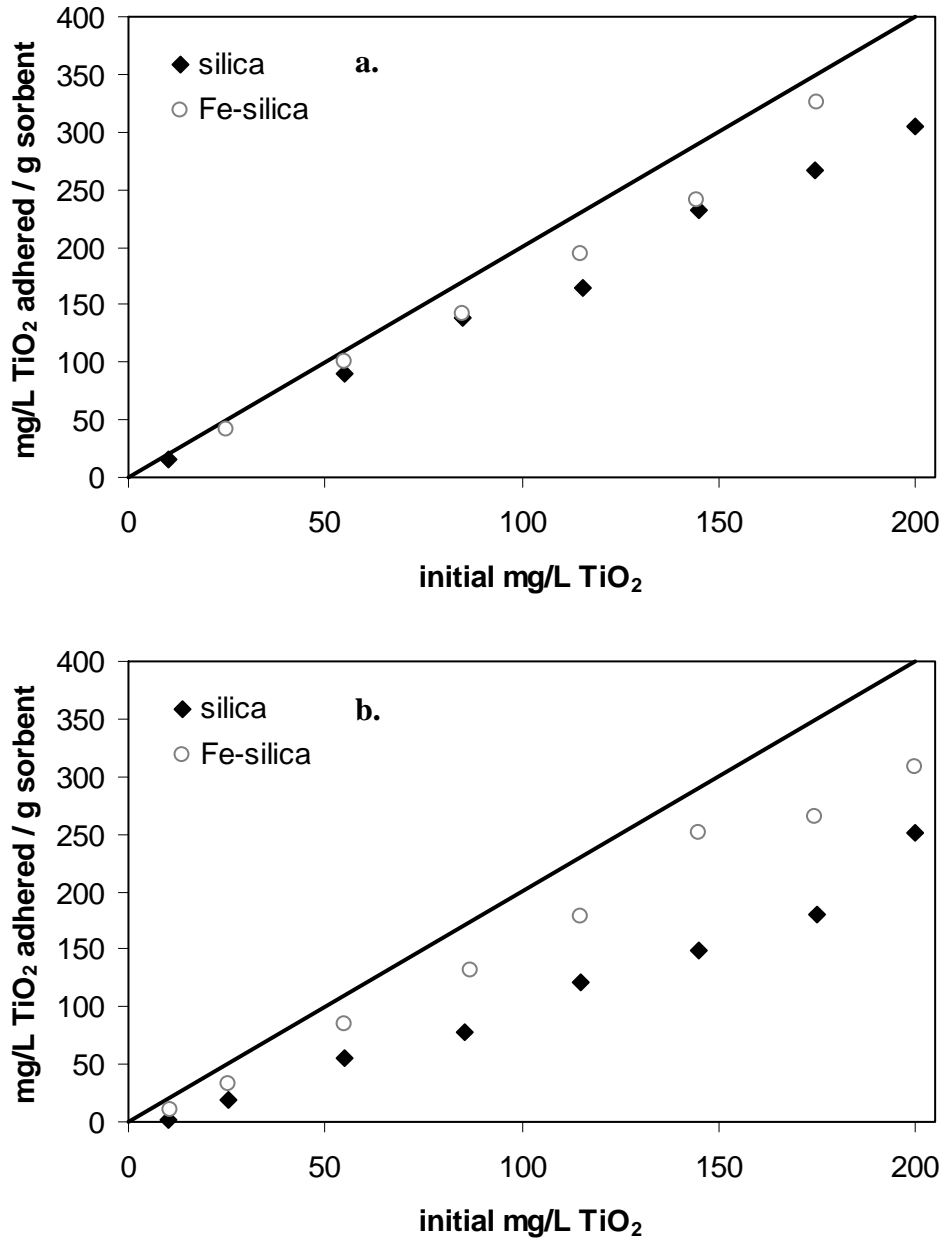 400
350
300
250
200
150
100
50
0
silica
Fe-silica
a.
mg/L TiO₂ adhered / g sorbent
0 50 100 150 200
initial mg/L TiO₂
400
350
300
250
200
150
100
50
0
silica
Fe-silica
b.
mg/L TiO₂ adhered / g sorbent
0 50 100 150 200
initial mg/L TiO₂